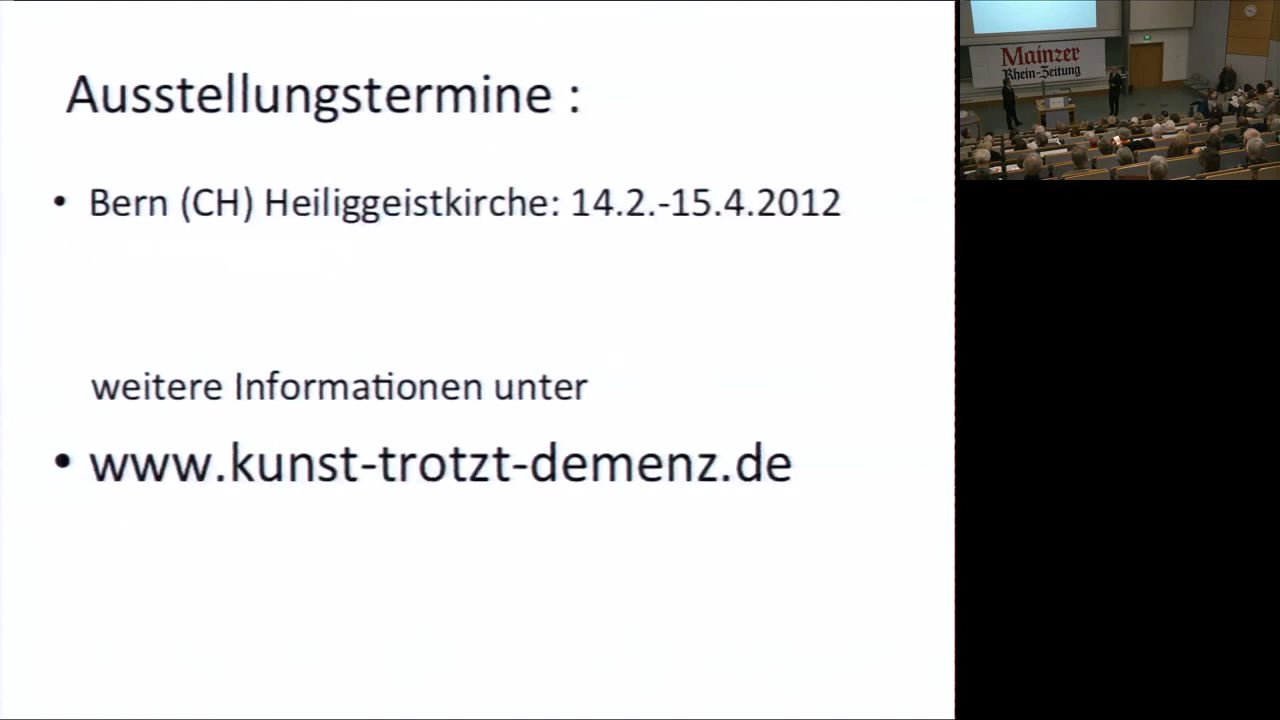 Ausstellungstermine :
• Bern (CH) Heiliggeistkirche: 14.2.-15.4.2012
weitere Informationen unter
• www.kunst-trotzt-demenz.de
Mainzer
Rhein-Zeitung